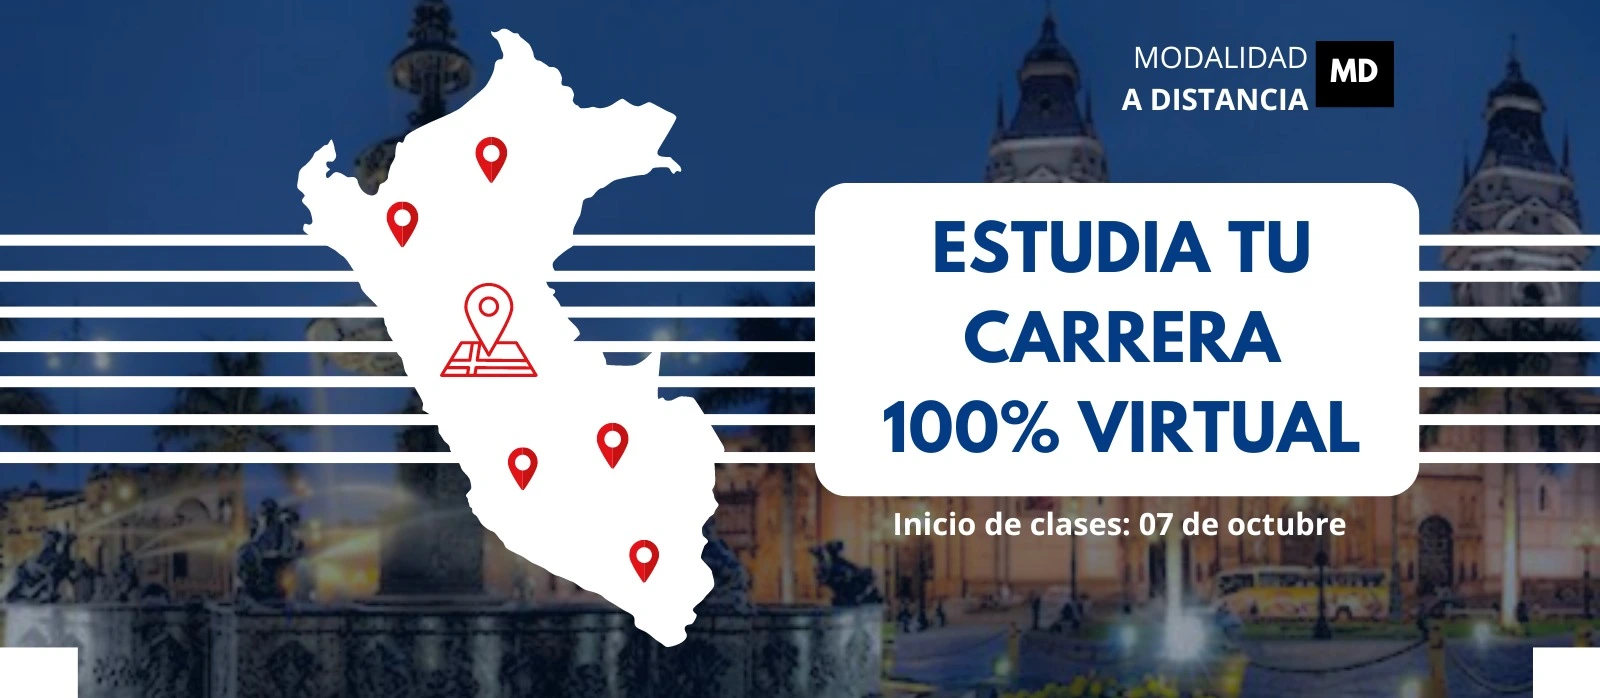 MODALIDAD
A DISTANCIA
MD
ESTUDIA TU
CARRERA
100% VIRTUAL
Inicio de clases: 07 de octubre